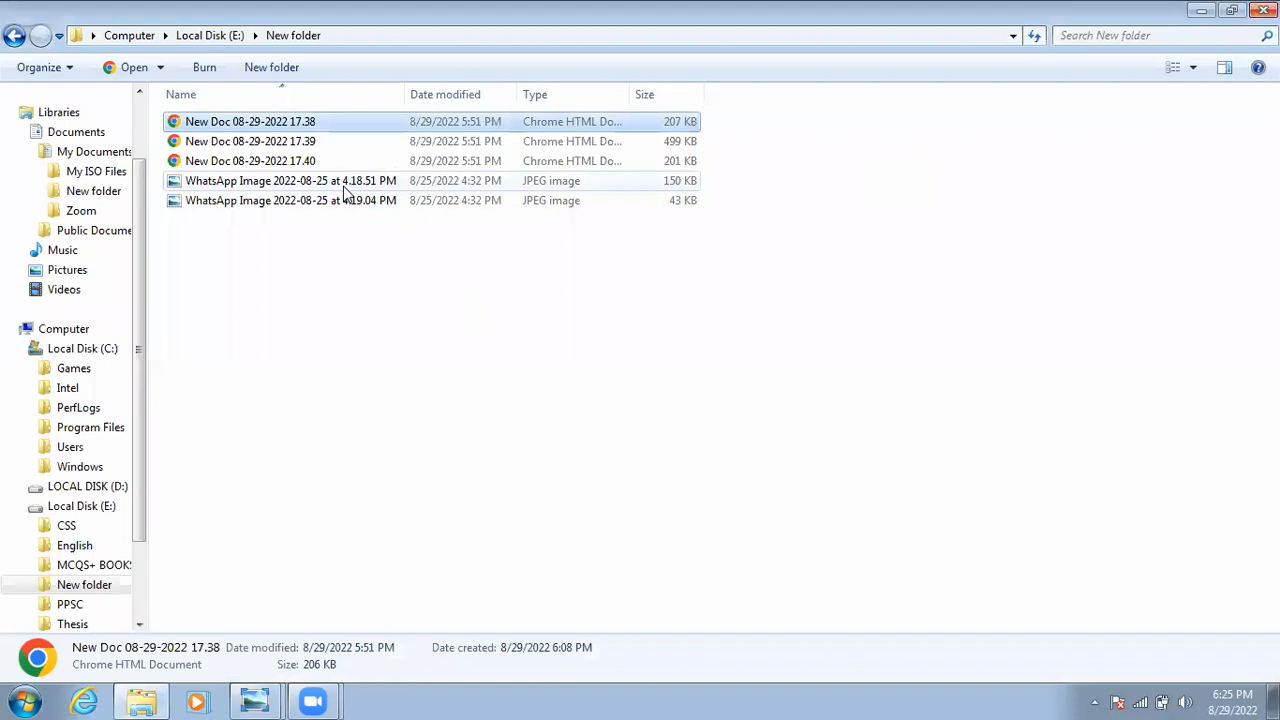 Computer Local Disk (E:) New folder Search New folder
Organize Open Burn New folder
Name Date modified Type Size
New Doc 08-29-2022 17.38 8/29/2022 5:51 PM Chrome HTML Do... 207 KB
New Doc 08-29-2022 17.39 8/29/2022 5:51 PM Chrome HTML Do... 499 KB
New Doc 08-29-2022 17.40 8/29/2022 5:51 PM Chrome HTML Do... 201 KB
WhatsApp Image 2022-08-25 at 4.18.51 PM 8/25/2022 4:32 PM JPEG image 150 KB
WhatsApp Image 2022-08-25 at 4.19.04 PM 8/25/2022 4:32 PM JPEG image 43 KB
Libraries
Documents
My Documents
My ISO Files
New folder
Zoom
Public Docume
Music
Pictures
Videos
Computer
Local Disk (C:)
Games
Intel
PerfLogs
Program Files
Users
Windows
LOCAL DISK (D:)
Local Disk (E:)
CSS
English
MCQS+ BOOKS
New folder
PPSC
Thesis
New Doc 08-29-2022 17.38 Date modified: 8/29/2022 5:51 PM Date created: 8/29/2022 6:08 PM
Chrome HTML Document Size: 206 KB
6:25 PM
8/29/2022